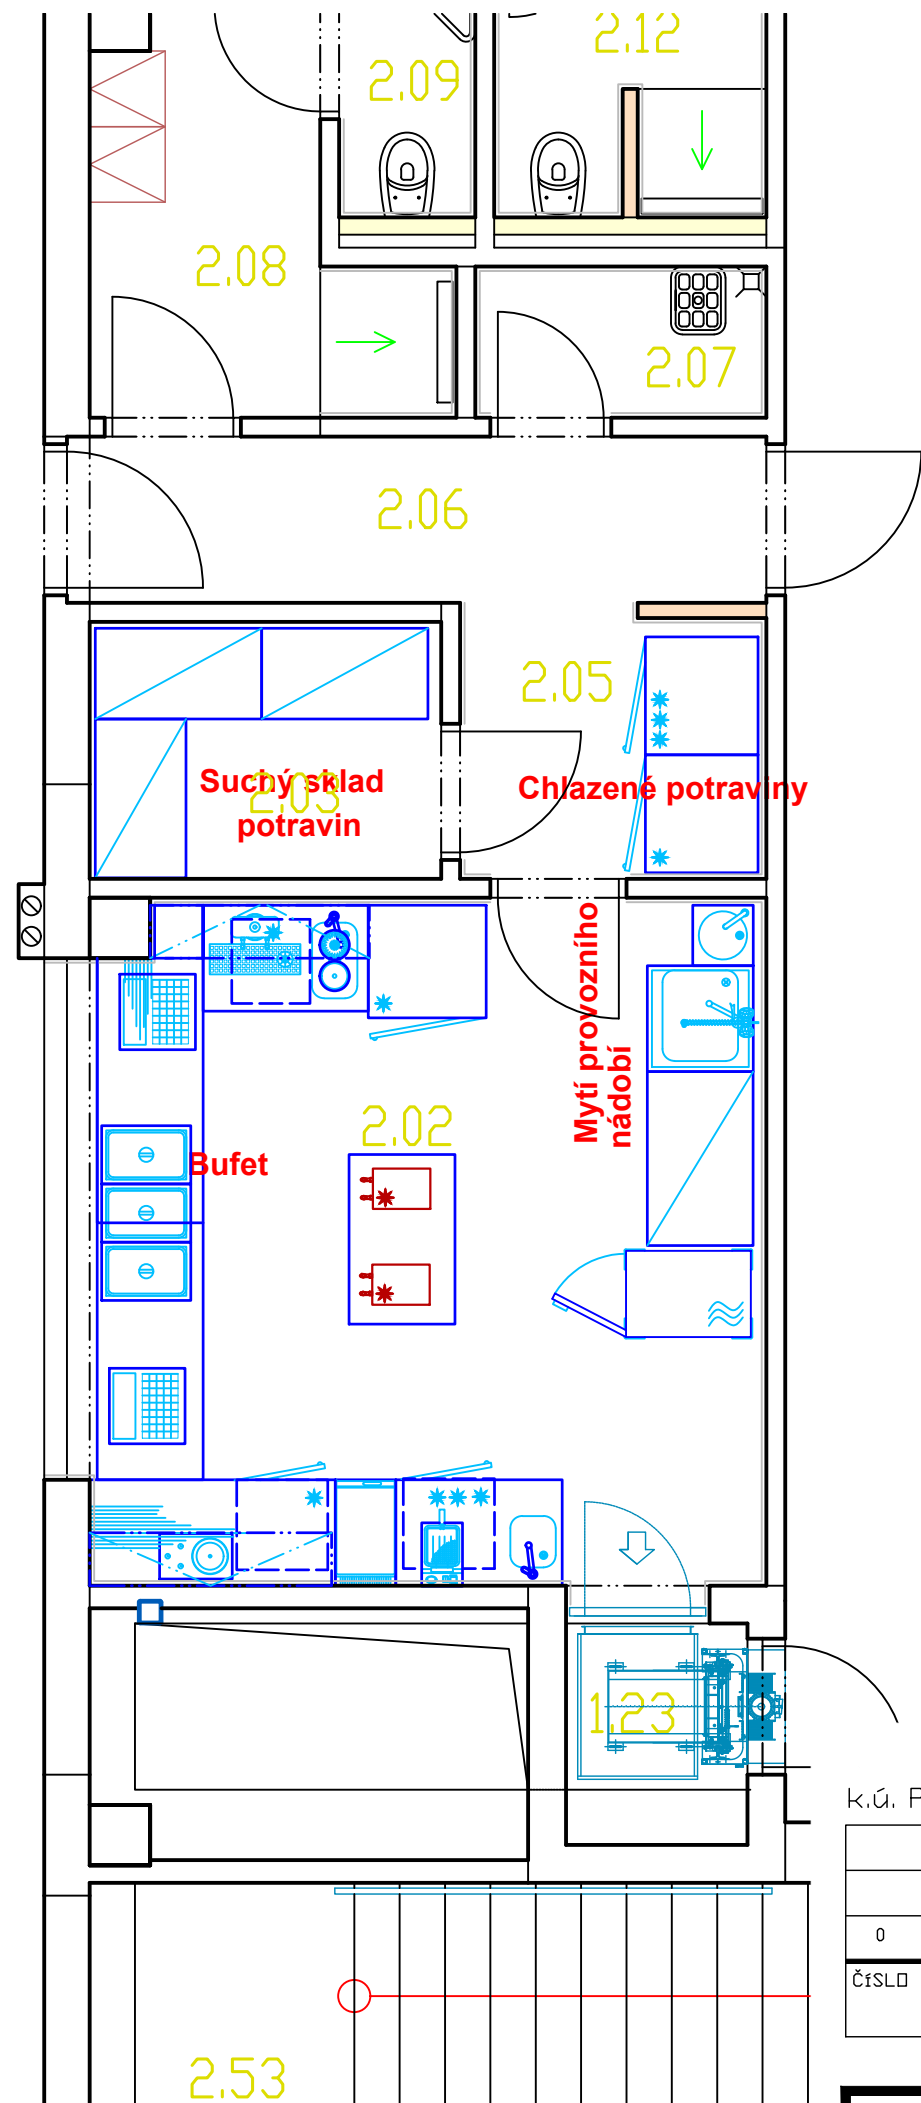 2.12
2.09
2.08
2.07
2.06
2.05
Suchý sklad
potravin
2.03
Chlazené potraviny
Mytí provozního
nádobí
2.02
Bufet
1.23
k.ú. P
0
ČÍSLO
2.53